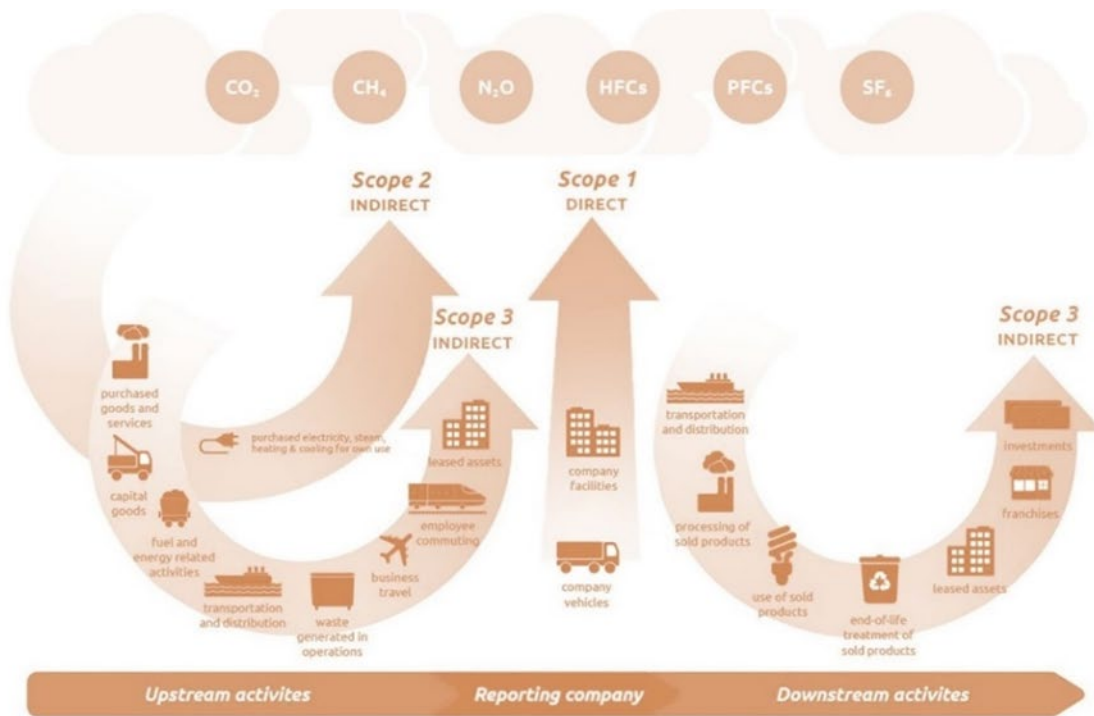 CO₂ CH₄ N₂O HFCs PFCs SF₆
Scope 2
INDIRECT
Scope 1
DIRECT
Scope 3
INDIRECT
Scope 3
INDIRECT
purchased
goods and
services
purchased electricity, steam,
heating & cooling for own use
capital
goods
fuel and
energy related
activities
transportation
and distribution
waste
generated in
operations
business
travel
employee
commuting
leased assets
company
facilities
company
vehicles
transportation
and distribution
processing of
sold products
use of sold
products
end-of-life
treatment of
sold products
leased assets
franchises
investments
Upstream activites
Reporting company
Downstream activites